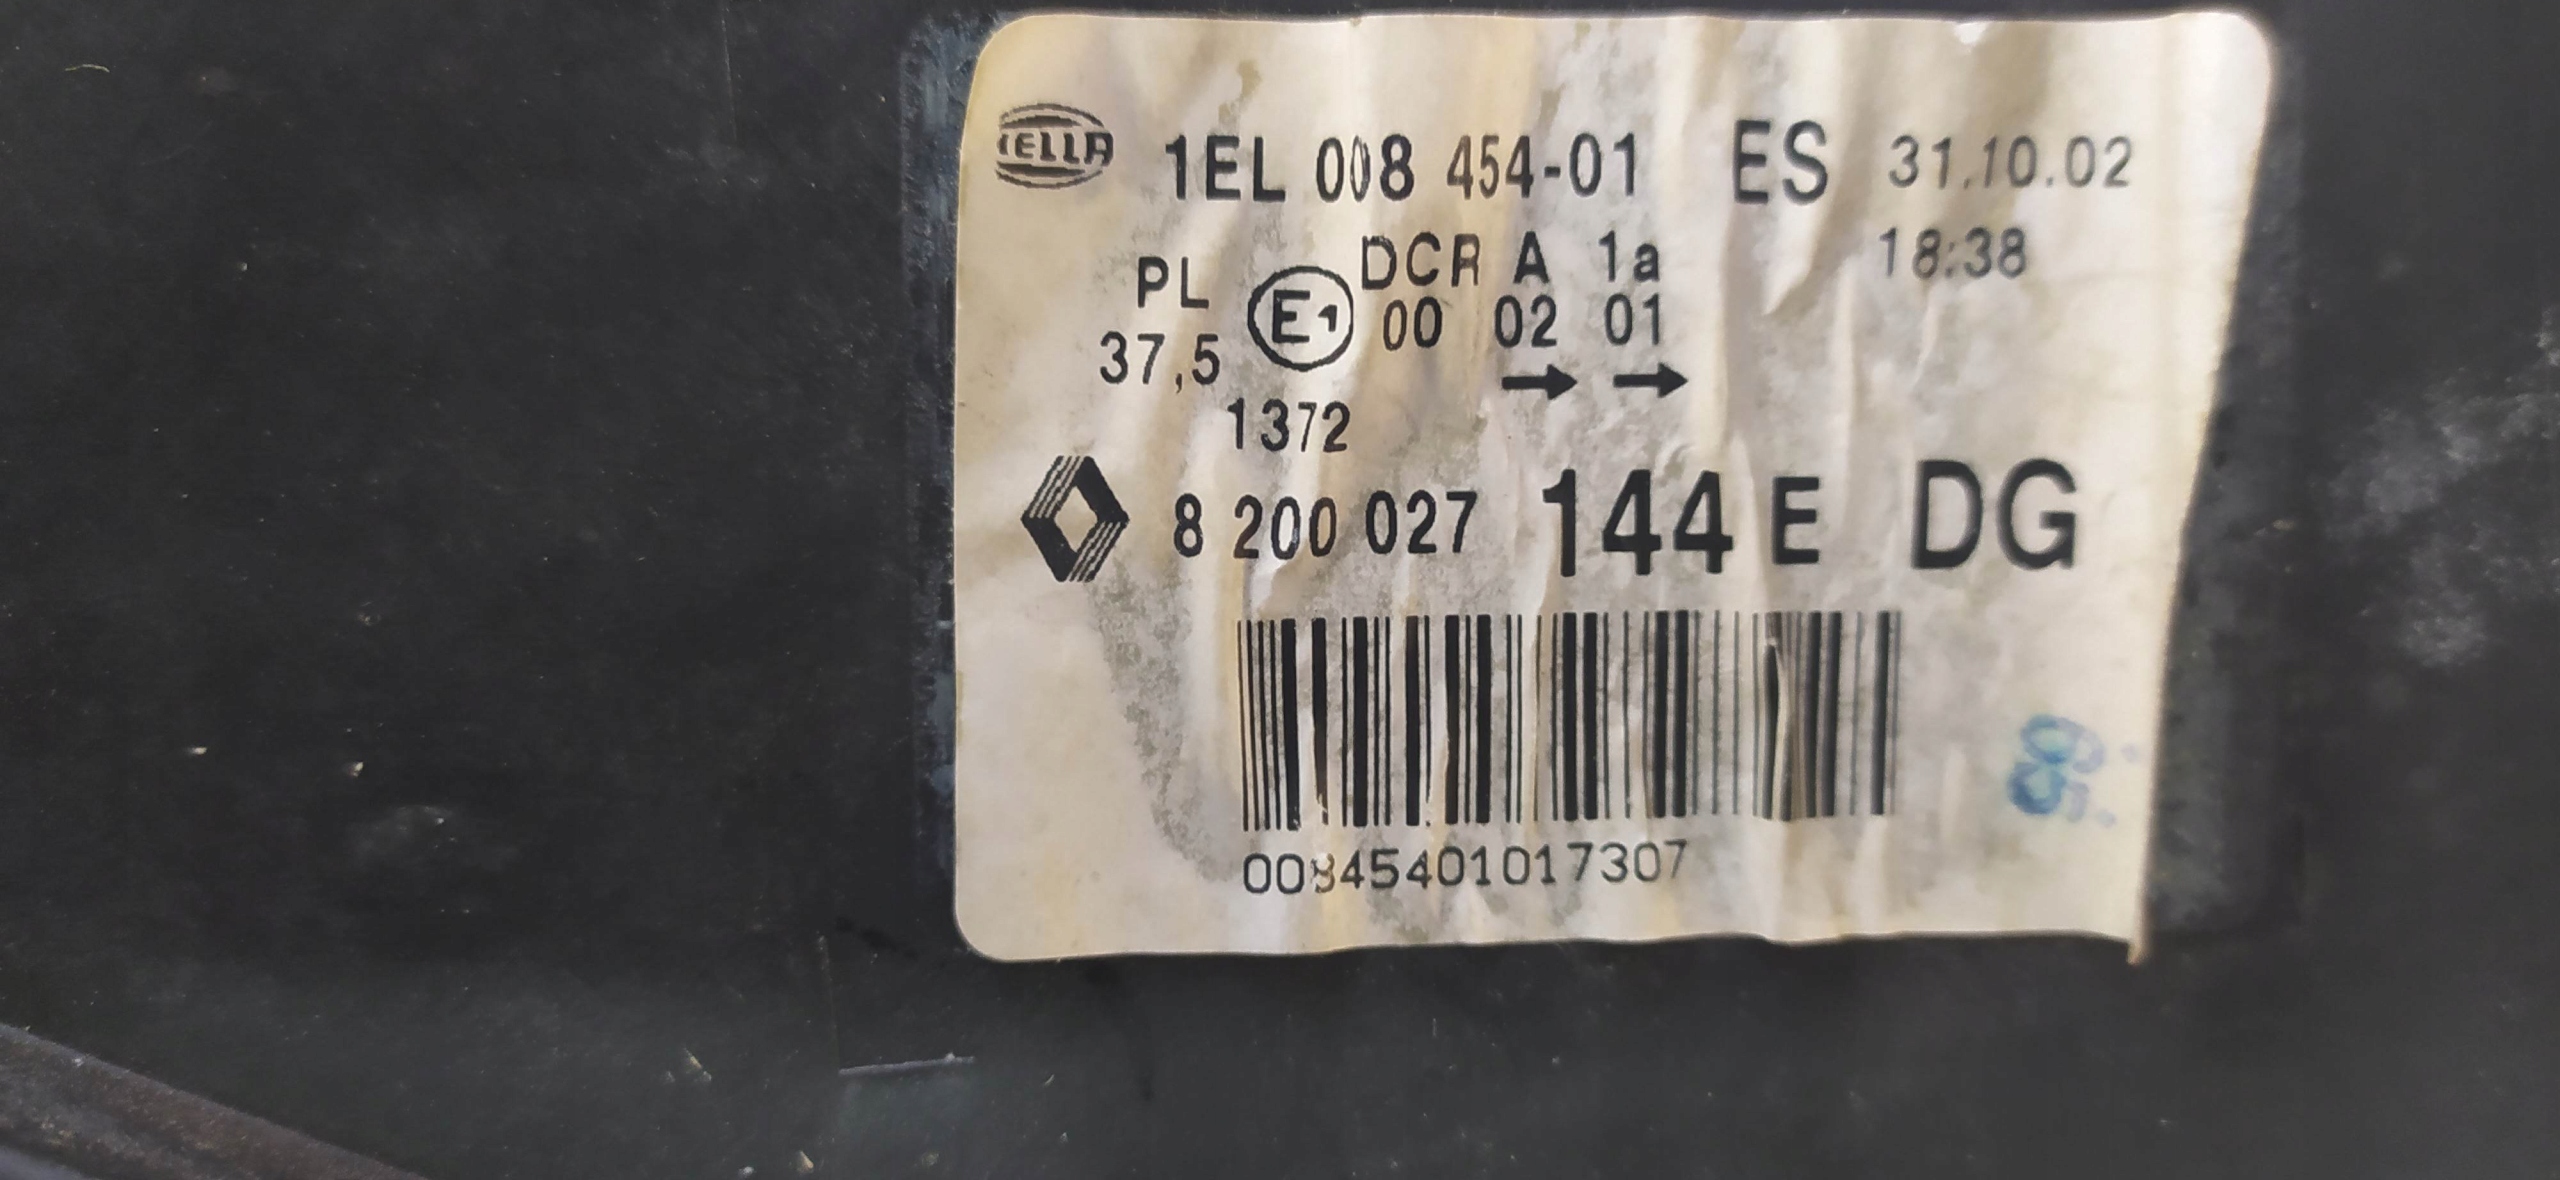 HELLA 1EL 008 454-01 ES 31.10.02
18:38
PL E1 DCR A 1a
37,5 00 02 01
→ →
1372
8 200 027 144 E DG
00845401017307